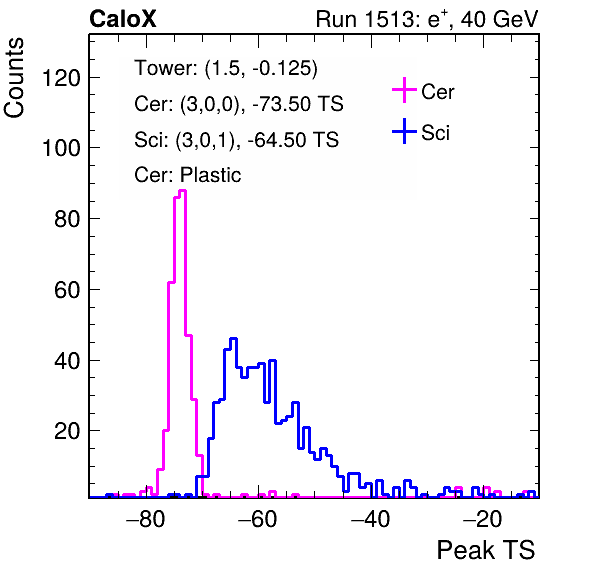 CaloX Run 1513: e+, 40 GeV
Counts
Tower: (1.5, -0.125)
Cer: (3,0,0), -73.50 TS
Sci: (3,0,1), -64.50 TS
Cer: Plastic
Cer
Sci
120
100
80
60
40
20
−80 −60 −40 −20
Peak TS